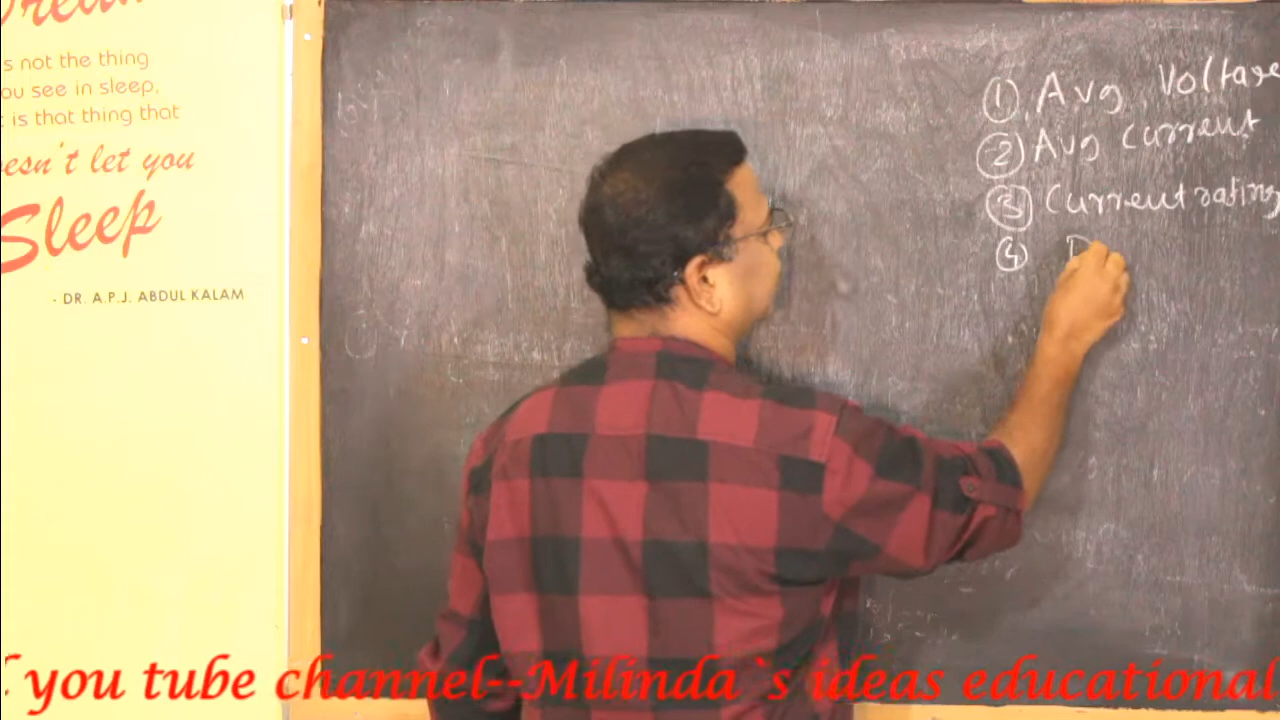 Dream
s not the thing
ou see in sleep,
t is that thing that
esn't let you
Sleep
- DR. A.P.J. ABDUL KALAM
① Avg Voltage
② Avg Current
③ Current rating
④
you tube channel--Milinda`s ideas educational